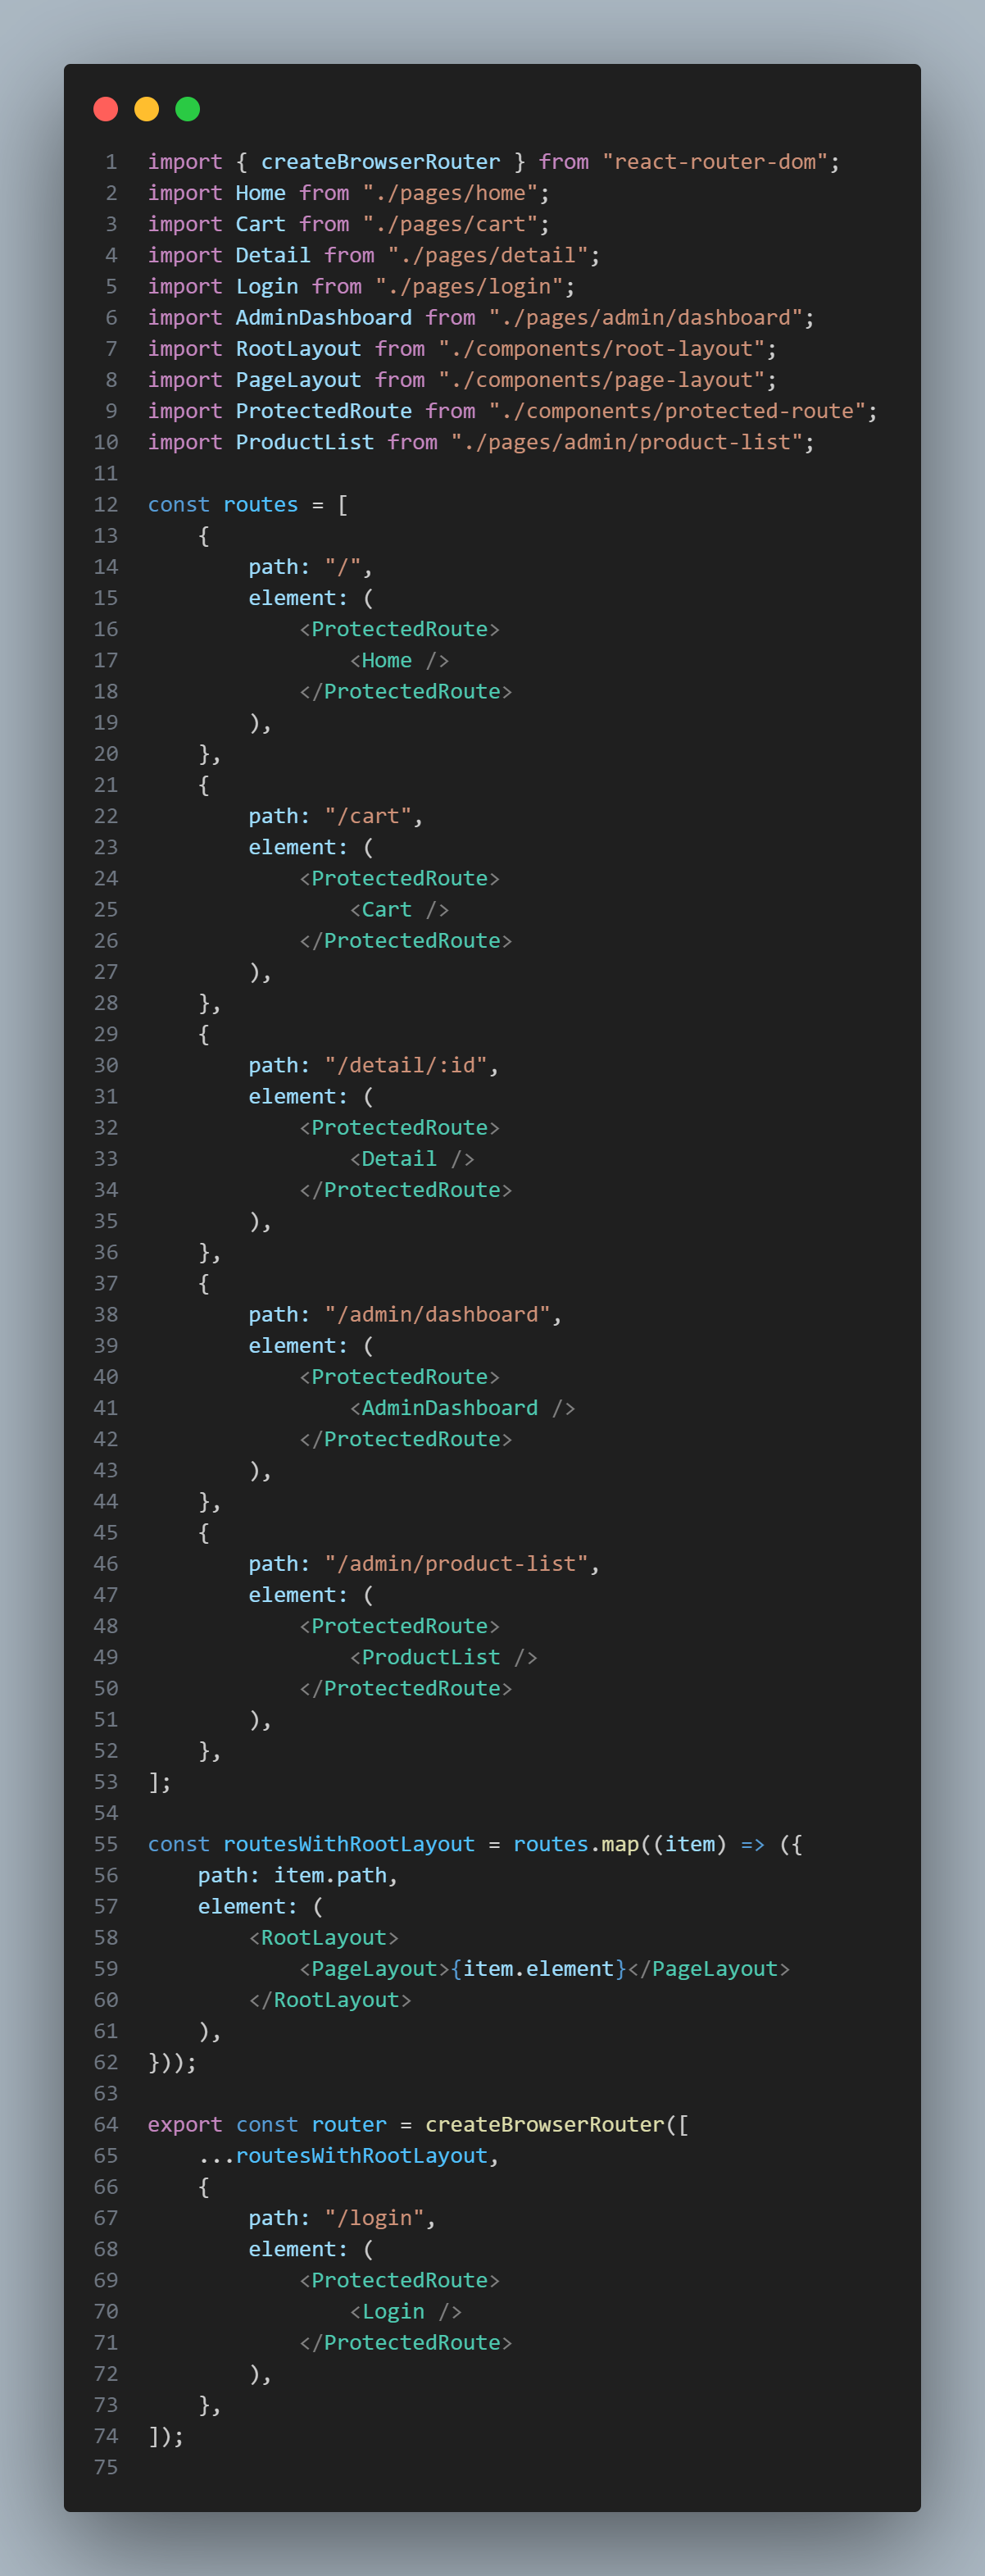 1 import { createBrowserRouter } from "react-router-dom";
2 import Home from "./pages/home";
3 import Cart from "./pages/cart";
4 import Detail from "./pages/detail";
5 import Login from "./pages/login";
6 import AdminDashboard from "./pages/admin/dashboard";
7 import RootLayout from "./components/root-layout";
8 import PageLayout from "./components/page-layout";
9 import ProtectedRoute from "./components/protected-route";
10 import ProductList from "./pages/admin/product-list";
11
12 const routes = [
13     {
14         path: "/",
15         element: (
16             <ProtectedRoute>
17                 <Home />
18             </ProtectedRoute>
19         ),
20     },
21     {
22         path: "/cart",
23         element: (
24             <ProtectedRoute>
25                 <Cart />
26             </ProtectedRoute>
27         ),
28     },
29     {
30         path: "/detail/:id",
31         element: (
32             <ProtectedRoute>
33                 <Detail />
34             </ProtectedRoute>
35         ),
36     },
37     {
38         path: "/admin/dashboard",
39         element: (
40             <ProtectedRoute>
41                 <AdminDashboard />
42             </ProtectedRoute>
43         ),
44     },
45     {
46         path: "/admin/product-list",
47         element: (
48             <ProtectedRoute>
49                 <ProductList />
50             </ProtectedRoute>
51         ),
52     },
53 ];
54
55 const routesWithRootLayout = routes.map((item) => ({
56     path: item.path,
57     element: (
58         <RootLayout>
59             <PageLayout>{item.element}</PageLayout>
60         </RootLayout>
61     ),
62 }));
63
64 export const router = createBrowserRouter([
65     ...routesWithRootLayout,
66     {
67         path: "/login",
68         element: (
69             <ProtectedRoute>
70                 <Login />
71             </ProtectedRoute>
72         ),
73     },
74 ]);
75